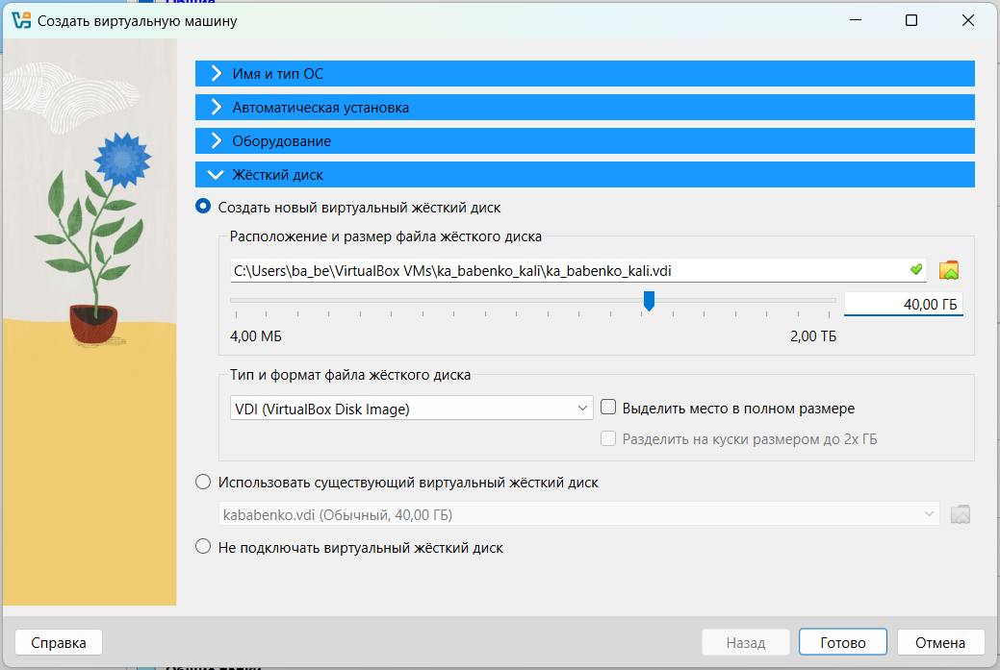 Общия
Создать виртуальную машину
Имя и тип ОС
Автоматическая установка
Оборудование
Жёсткий диск
Создать новый виртуальный жёсткий диск
Расположение и размер файла жёсткого диска
C:\Users\ba_be\VirtualBox VMs\ka_babenko_kali\ka_babenko_kali.vdi
40,00 ГБ
4,00 МБ 2,00 ТБ
Тип и формат файла жёсткого диска
VDI (VirtualBox Disk Image) Выделить место в полном размере
Разделить на куски размером до 2х ГБ
Использовать существующий виртуальный жёсткий диск
kababenko.vdi (Обычный, 40,00 ГБ)
Не подключать виртуальный жёсткий диск
Справка Назад Готово Отмена
Общие папки